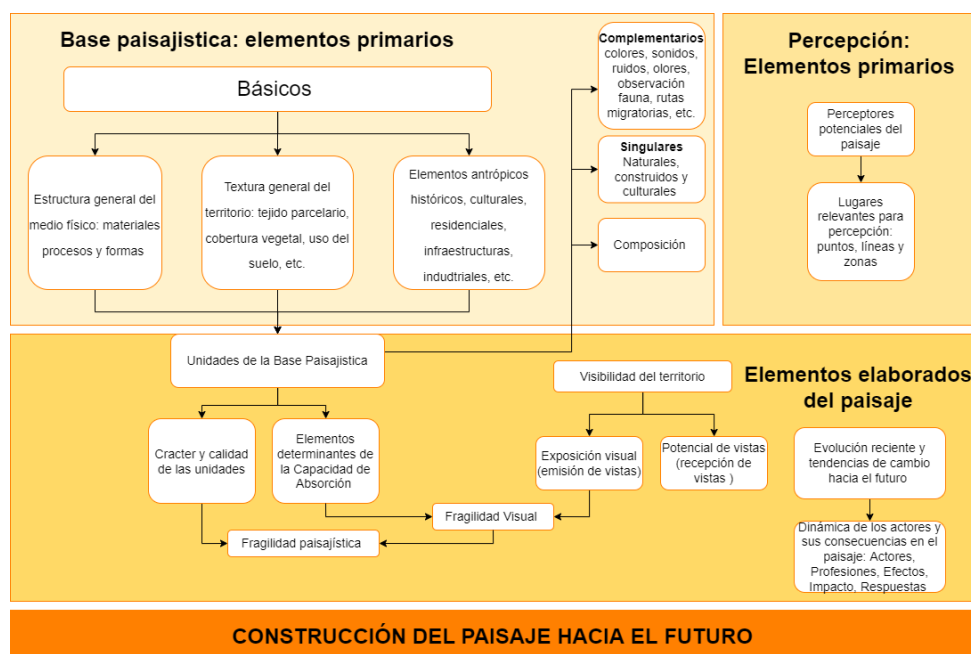 Base paisajistica: elementos primarios
Básicos
Estructura general del
medio físico: materiales
procesos y formas
Textura general del
territorio: tejido parcelario,
cobertura vegetal, uso del
suelo, etc.
Elementos antrópicos
históricos, culturales,
residenciales,
infraestructuras,
indudtriales, etc.
Complementarios
colores, sonidos,
ruidos, olores,
observación
fauna, rutas
migratorias, etc.
Singulares
Naturales,
construidos y
culturales
Composición
Percepción:
Elementos primarios
Perceptores
potenciales del
paisaje
Lugares
relevantes para
percepción:
puntos, líneas y
zonas
Unidades de la Base Paisajistica
Cracter y calidad
de las unidades
Elementos
determinantes de
la Capacidad de
Absorción
Visibilidad del territorio
Exposición visual
(emisión de vistas)
Potencial de vistas
(recepción de
vistas )
Fragilidad Visual
Fragilidad paisajística
Elementos elaborados
del paisaje
Evolución reciente y
tendencias de cambio
hacia el futuro
Dinámica de los actores y
sus consecuencias en el
paisaje: Actores,
Profesiones, Efectos,
Impacto, Respuestas
CONSTRUCCIÓN DEL PAISAJE HACIA EL FUTURO